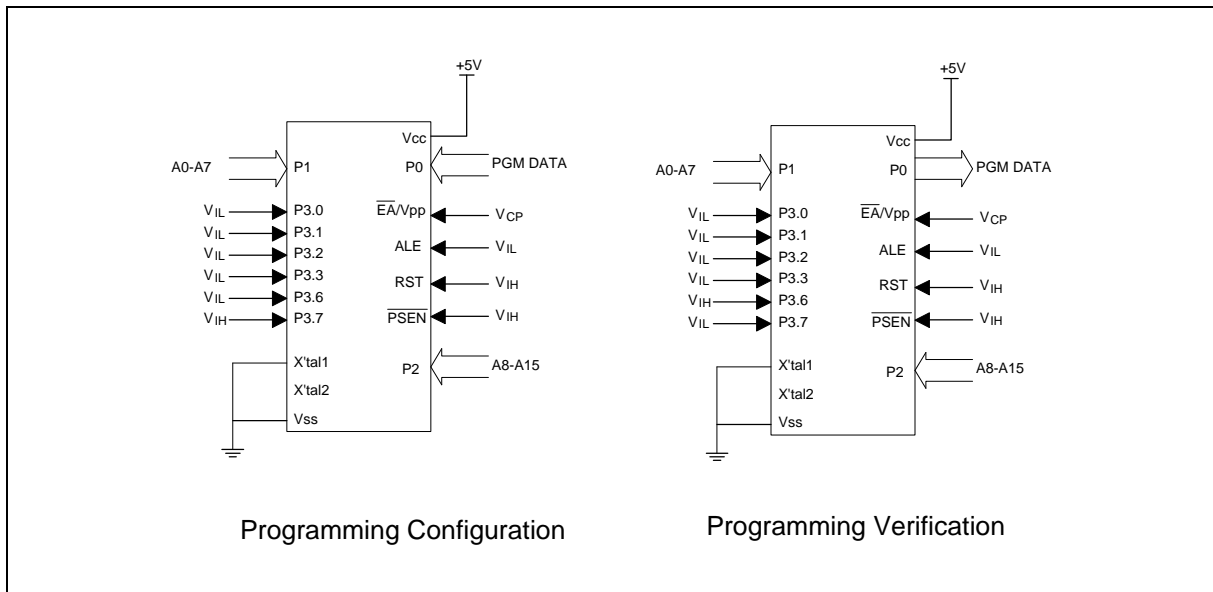 +5V
Vcc
A0-A7
P1
P0
PGM DATA
VIL
P3.0
EA/Vpp
VCP
VIL
P3.1
VIL
P3.2
ALE
VIL
VIL
P3.3
RST
VIH
VIL
P3.6
VIH
P3.7
PSEN
VIH
X'tal1
P2
A8-A15
X'tal2
Vss
Programming Configuration
+5V
Vcc
A0-A7
P1
P0
PGM DATA
VIL
P3.0
EA/Vpp
VCP
VIL
P3.1
VIL
P3.2
ALE
VIL
VIL
P3.3
RST
VIH
VIH
P3.6
VIL
P3.7
PSEN
VIH
X'tal1
P2
A8-A15
X'tal2
Vss
Programming Verification